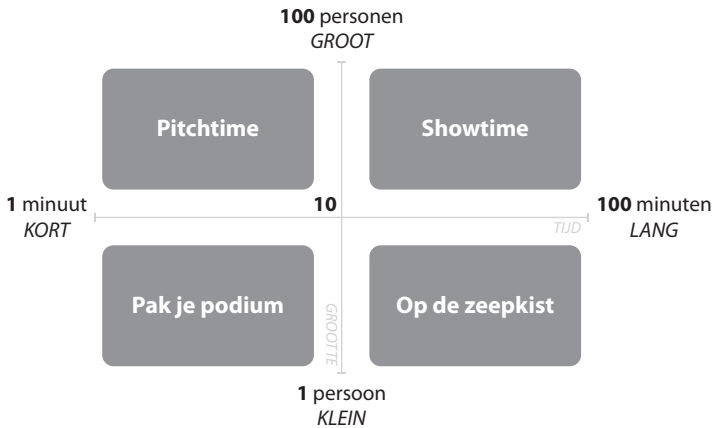 100 personen
GROOT
Pitchtime
Showtime
1 minuut
KORT
10
100 minuten
LANG
TIJD
Pak je podium
Op de zeepkist
GROOTTE
1 persoon
KLEIN